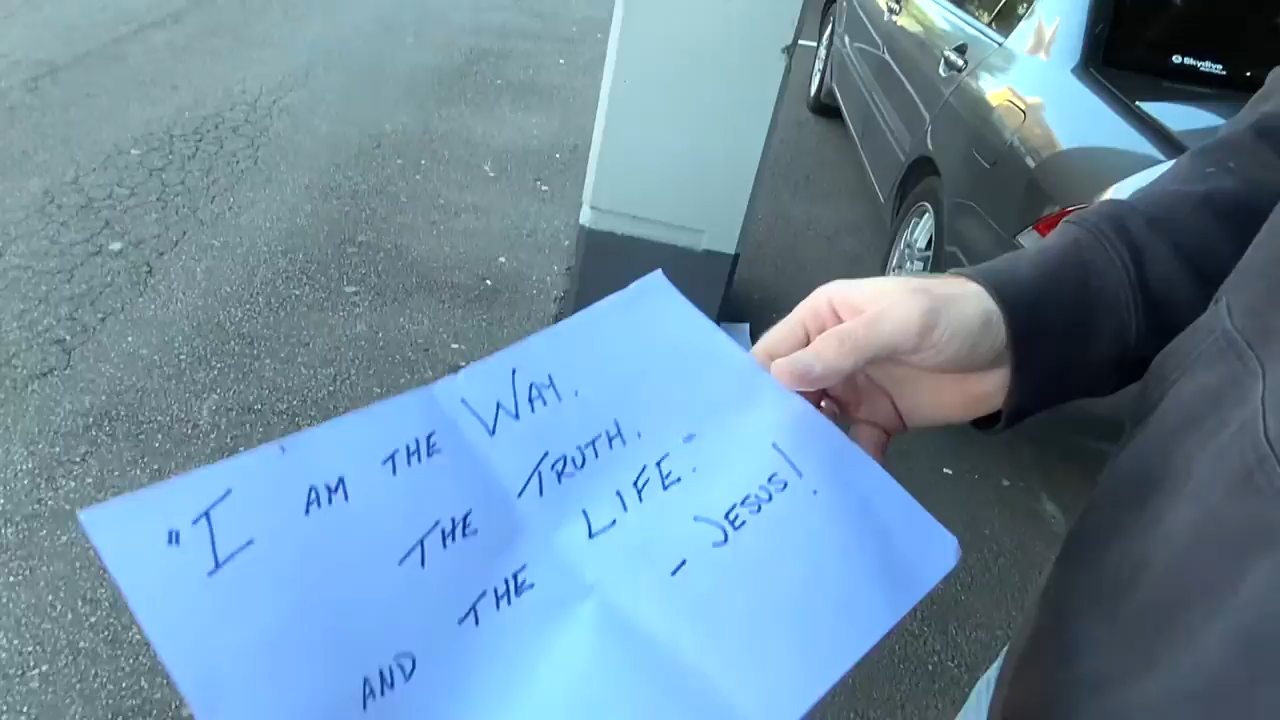 "I AM THE WAY.
THE TRUTH.
AND THE LIFE."
- JESUS!
Skydive